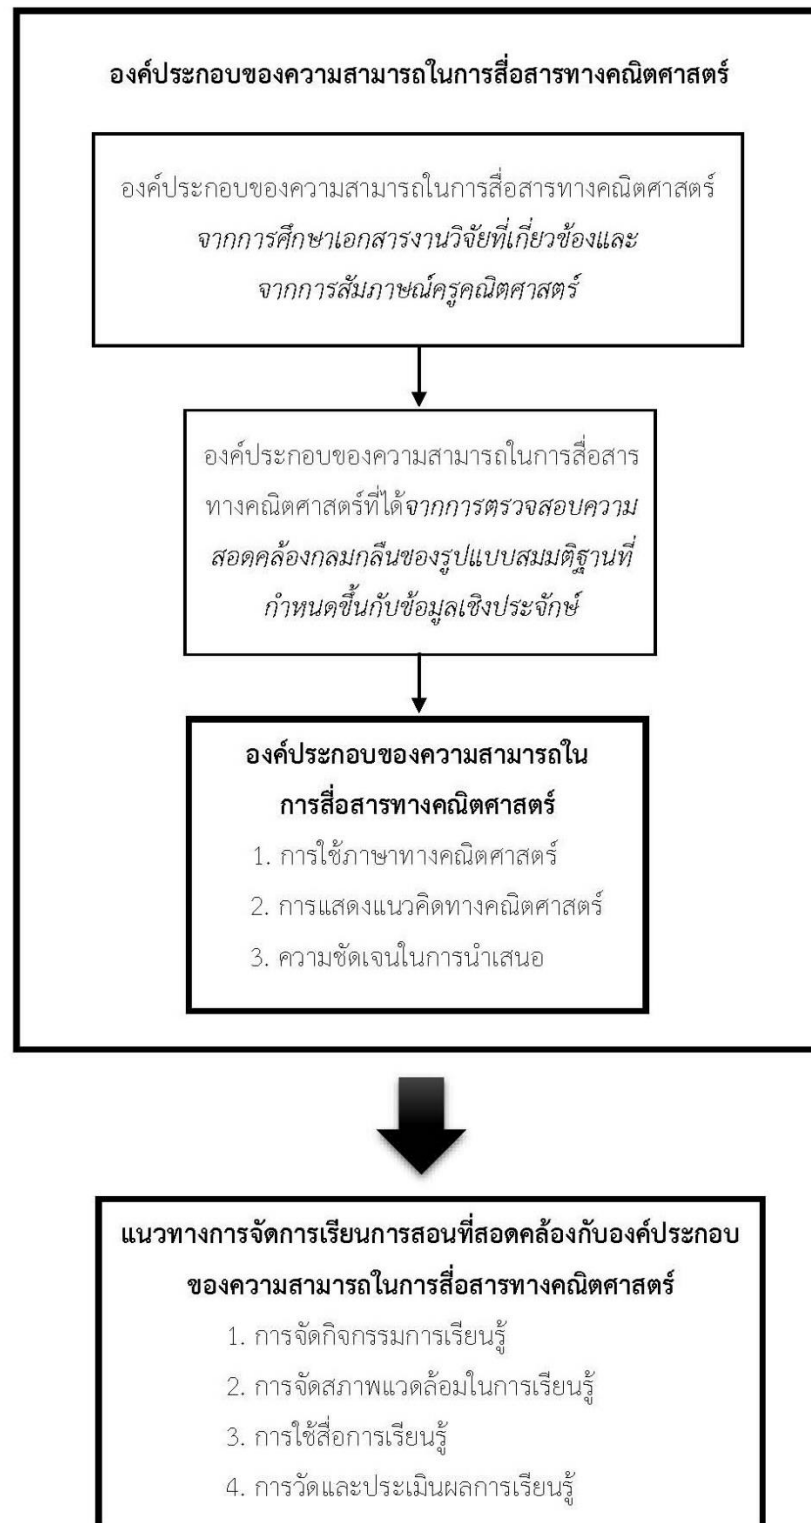 องค์ประกอบของความสามารถในการสื่อสารทางคณิตศาสตร์
องค์ประกอบของความสามารถในการสื่อสารทางคณิตศาสตร์
จากการศึกษาเอกสารงานวิจัยที่เกี่ยวข้องและ
จากการสัมภาษณ์ครูคณิตศาสตร์
องค์ประกอบของความสามารถในการสื่อสาร
ทางคณิตศาสตร์ที่ได้จากการตรวจสอบความ
สอดคล้องกลมกลืนของรูปแบบสมมติฐานที่
กำหนดขึ้นกับข้อมูลเชิงประจักษ์
องค์ประกอบของความสามารถใน
การสื่อสารทางคณิตศาสตร์
1. การใช้ภาษาทางคณิตศาสตร์
2. การแสดงแนวคิดทางคณิตศาสตร์
3. ความชัดเจนในการนำเสนอ
แนวทางการจัดการเรียนการสอนที่สอดคล้องกับองค์ประกอบ
ของความสามารถในการสื่อสารทางคณิตศาสตร์
1. การจัดกิจกรรมการเรียนรู้
2. การจัดสภาพแวดล้อมในการเรียนรู้
3. การใช้สื่อการเรียนรู้
4. การวัดและประเมินผลการเรียนรู้